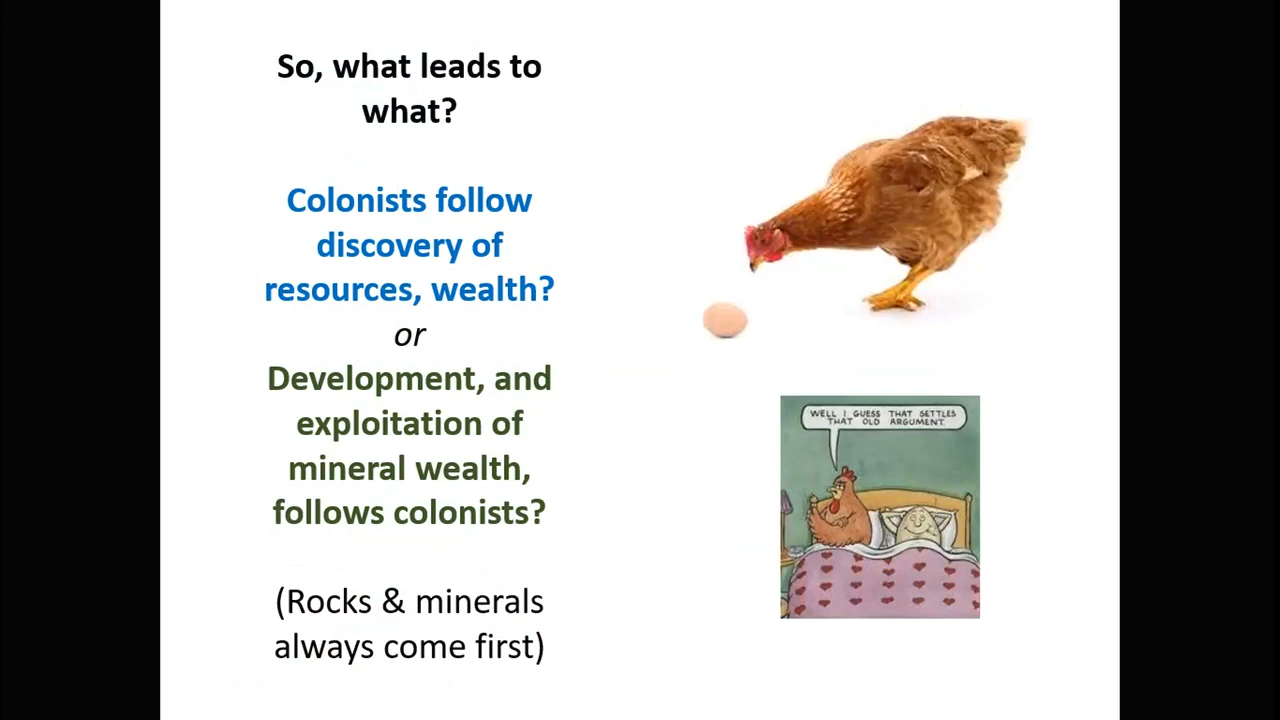 So, what leads to
what?
Colonists follow
discovery of
resources, wealth?
or
Development, and
exploitation of
mineral wealth,
follows colonists?
(Rocks & minerals
always come first)
WELL I GUESS THAT SETTLES
THAT OLD ARGUMENT.